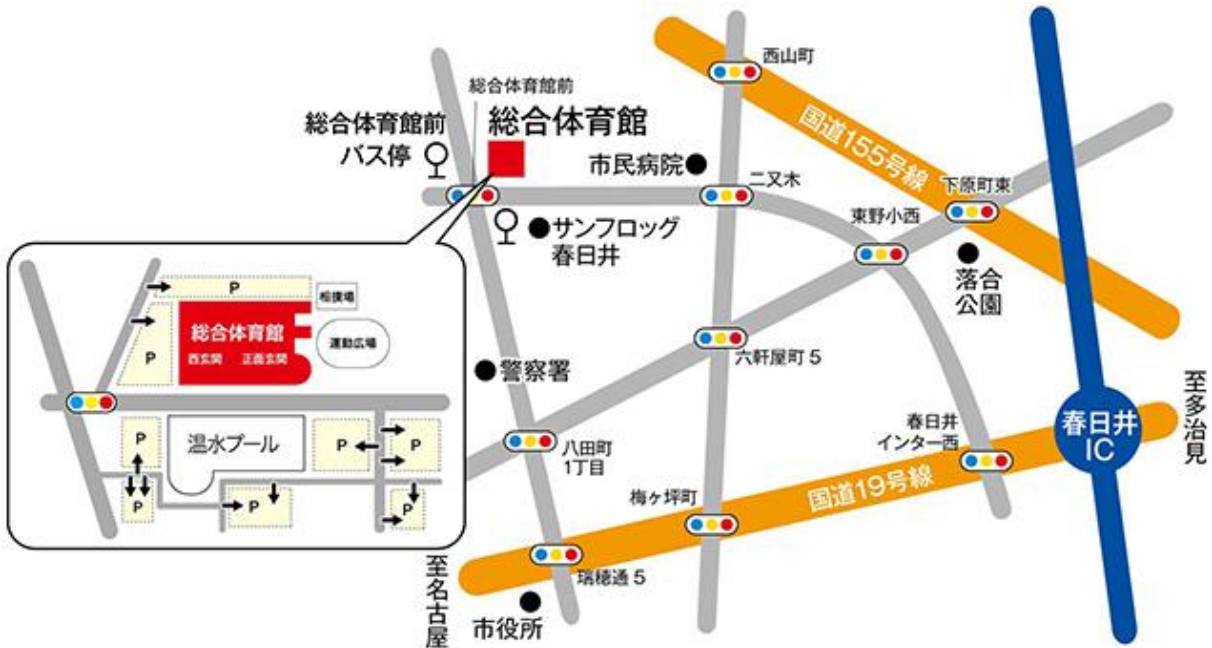 西山町
総合体育館前
総合体育館
総合体育館前
バス停
市民病院
二又木
国道155号線
下原町東
東野小西
サンフロッグ
春日井
落合
公園
P
相撲場
総合体育館
西玄関
正面玄関
運動広場
P
温水プール
P
P
P
P
P
P
警察署
六軒屋町 5
八田町
1丁目
春日井
インター西
春日井
IC
至多治見
梅ヶ坪町
国道19号線
瑞穂通 5
至名古屋
市役所